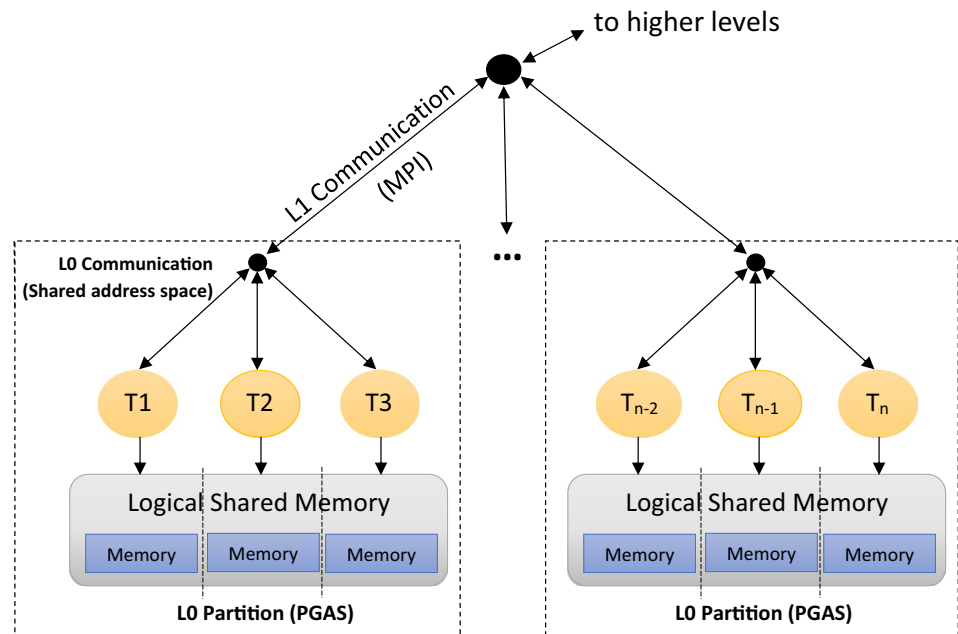 to higher levels
L1 Communication
(MPI)
...
L0 Communication
(Shared address space)
T1 T2 T3
Tn-2 Tn-1 Tn
Logical Shared Memory
Memory Memory Memory
L0 Partition (PGAS)
Logical Shared Memory
Memory Memory Memory
L0 Partition (PGAS)